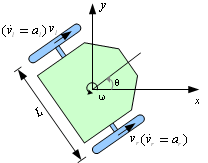 y
(v̇ₗ = aₗ) vₗ
θ
x
ω
L
vᵣ (v̇ᵣ = aᵣ)